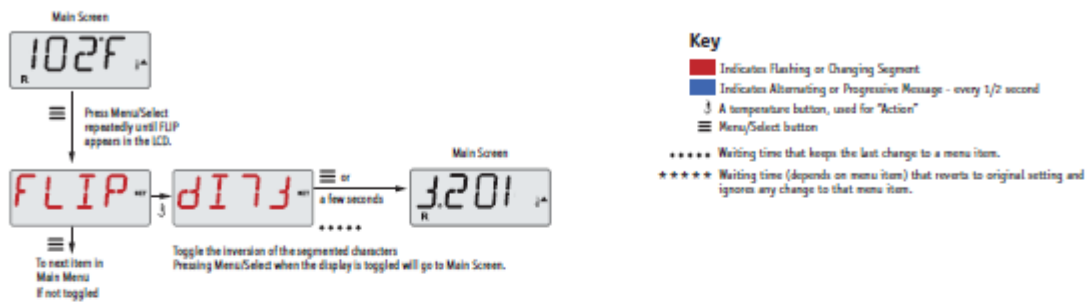 Main Screen
102°F
R
Press Menu/Select
repeatedly until FLIP
appears in the LCD.
FLIP
or
a few seconds
•••••
Main Screen
R
To next item in
Main Menu
If not toggled
Toggle the inversion of the segmented characters
Pressing Menu/Select when the display is toggled will go to Main Screen.
Key
Indicates Flashing or Changing Segment
Indicates Alternating or Progressive Message - every 1/2 second
A temperature button, used for "Action"
Menu/Select button
••••• Waiting time that keeps the last change to a menu item.
★★★★★ Waiting time (depends on menu item) that reverts to original setting and
ignores any change to that menu item.